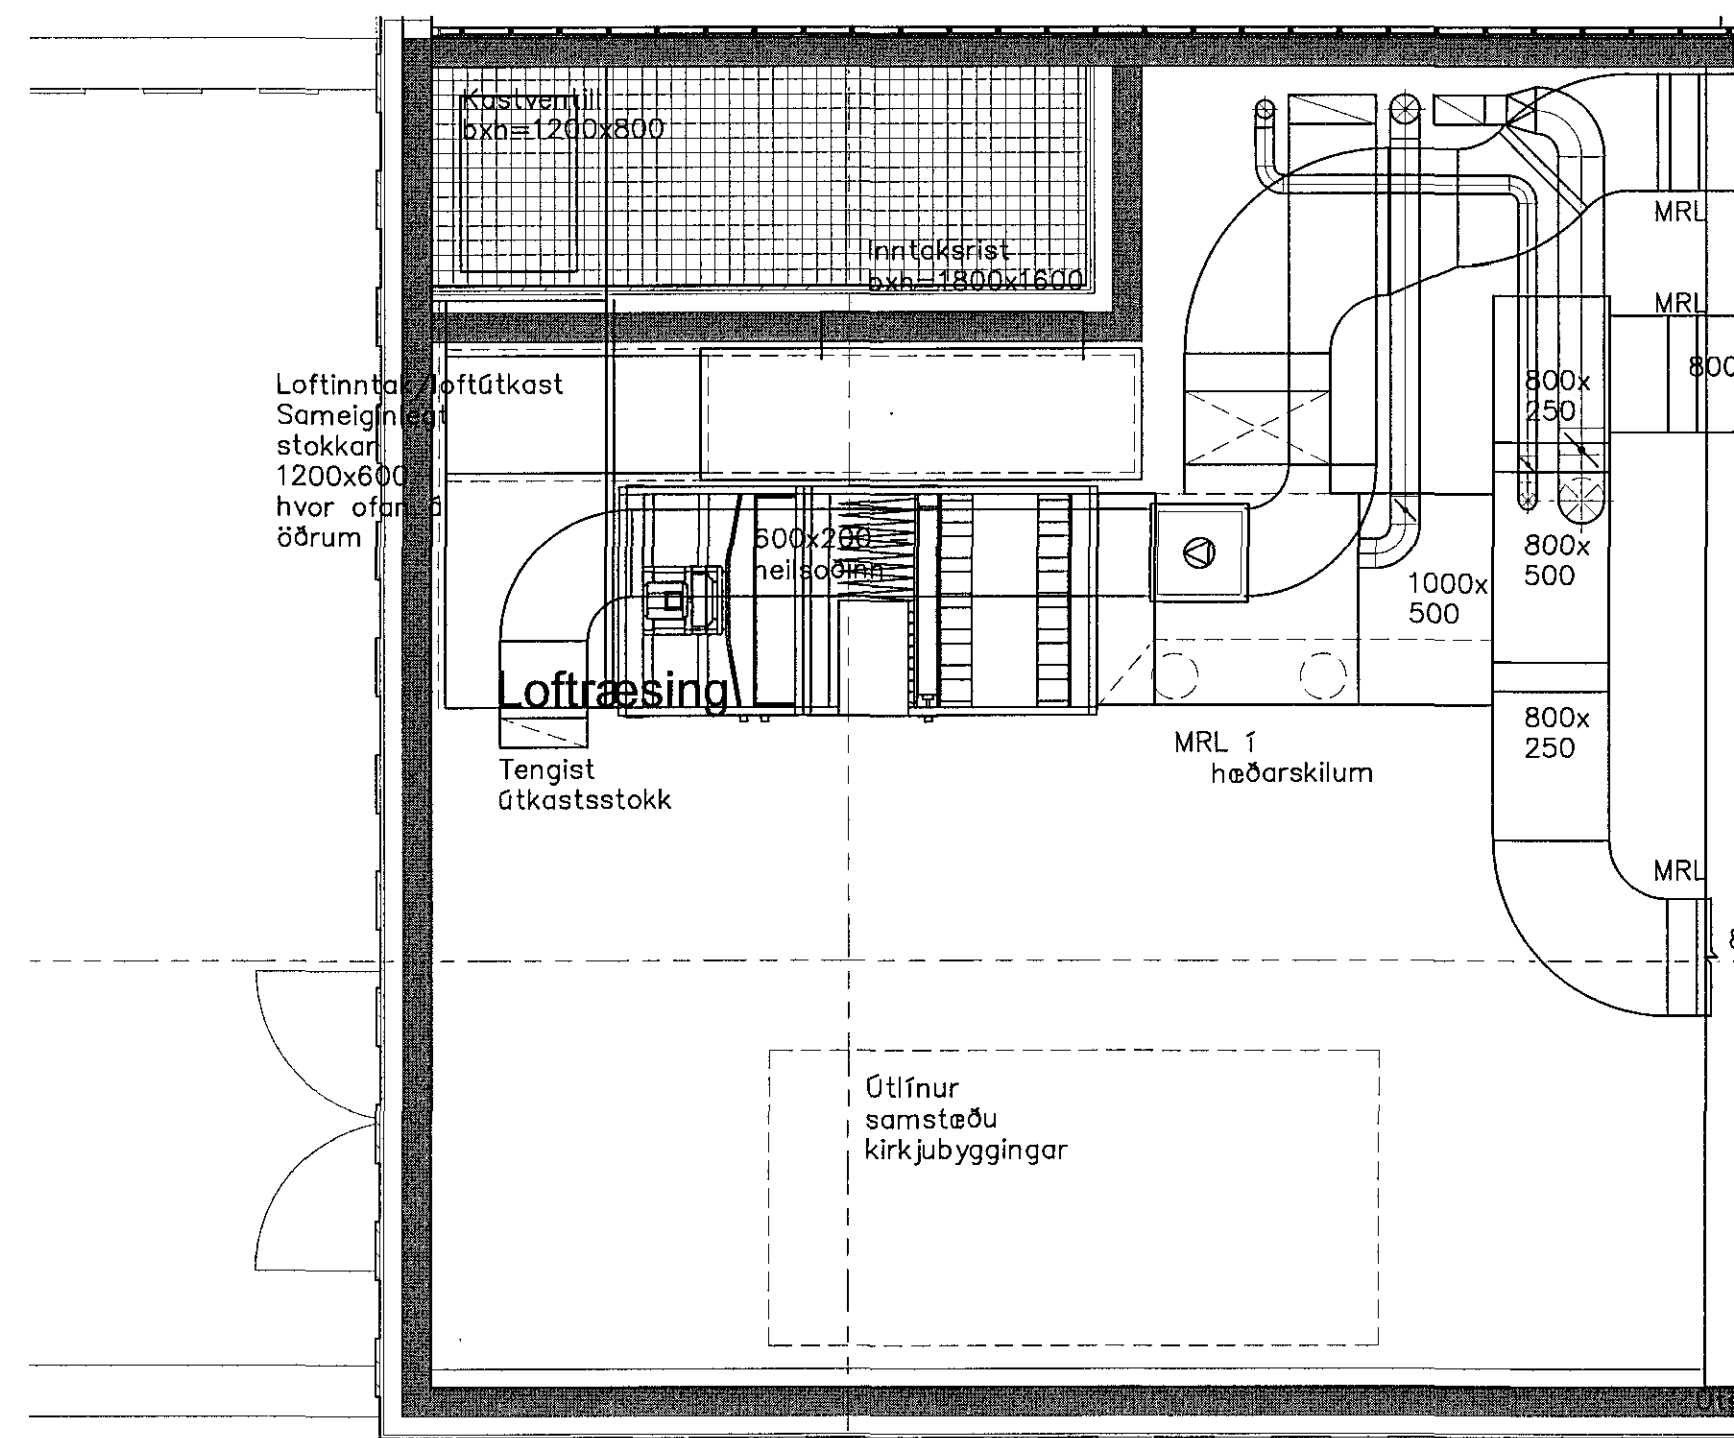 Kastventill
bxh=1200x800
Inntaksrist
bxh=1800x1600
MRL
MRL
800x
250
Loftinntak/loftútkast
Sameiginlegt
stokkar
1200x600
hvor ofan á
öðrum
600x200
heilsoðinn
800x
500
1000x
500
Loftræsing
800x
250
MRL í
hæðarskilum
Tengist
útkastsstokk
MRL
Útlínur
samstæðu
kirkjubyggingar